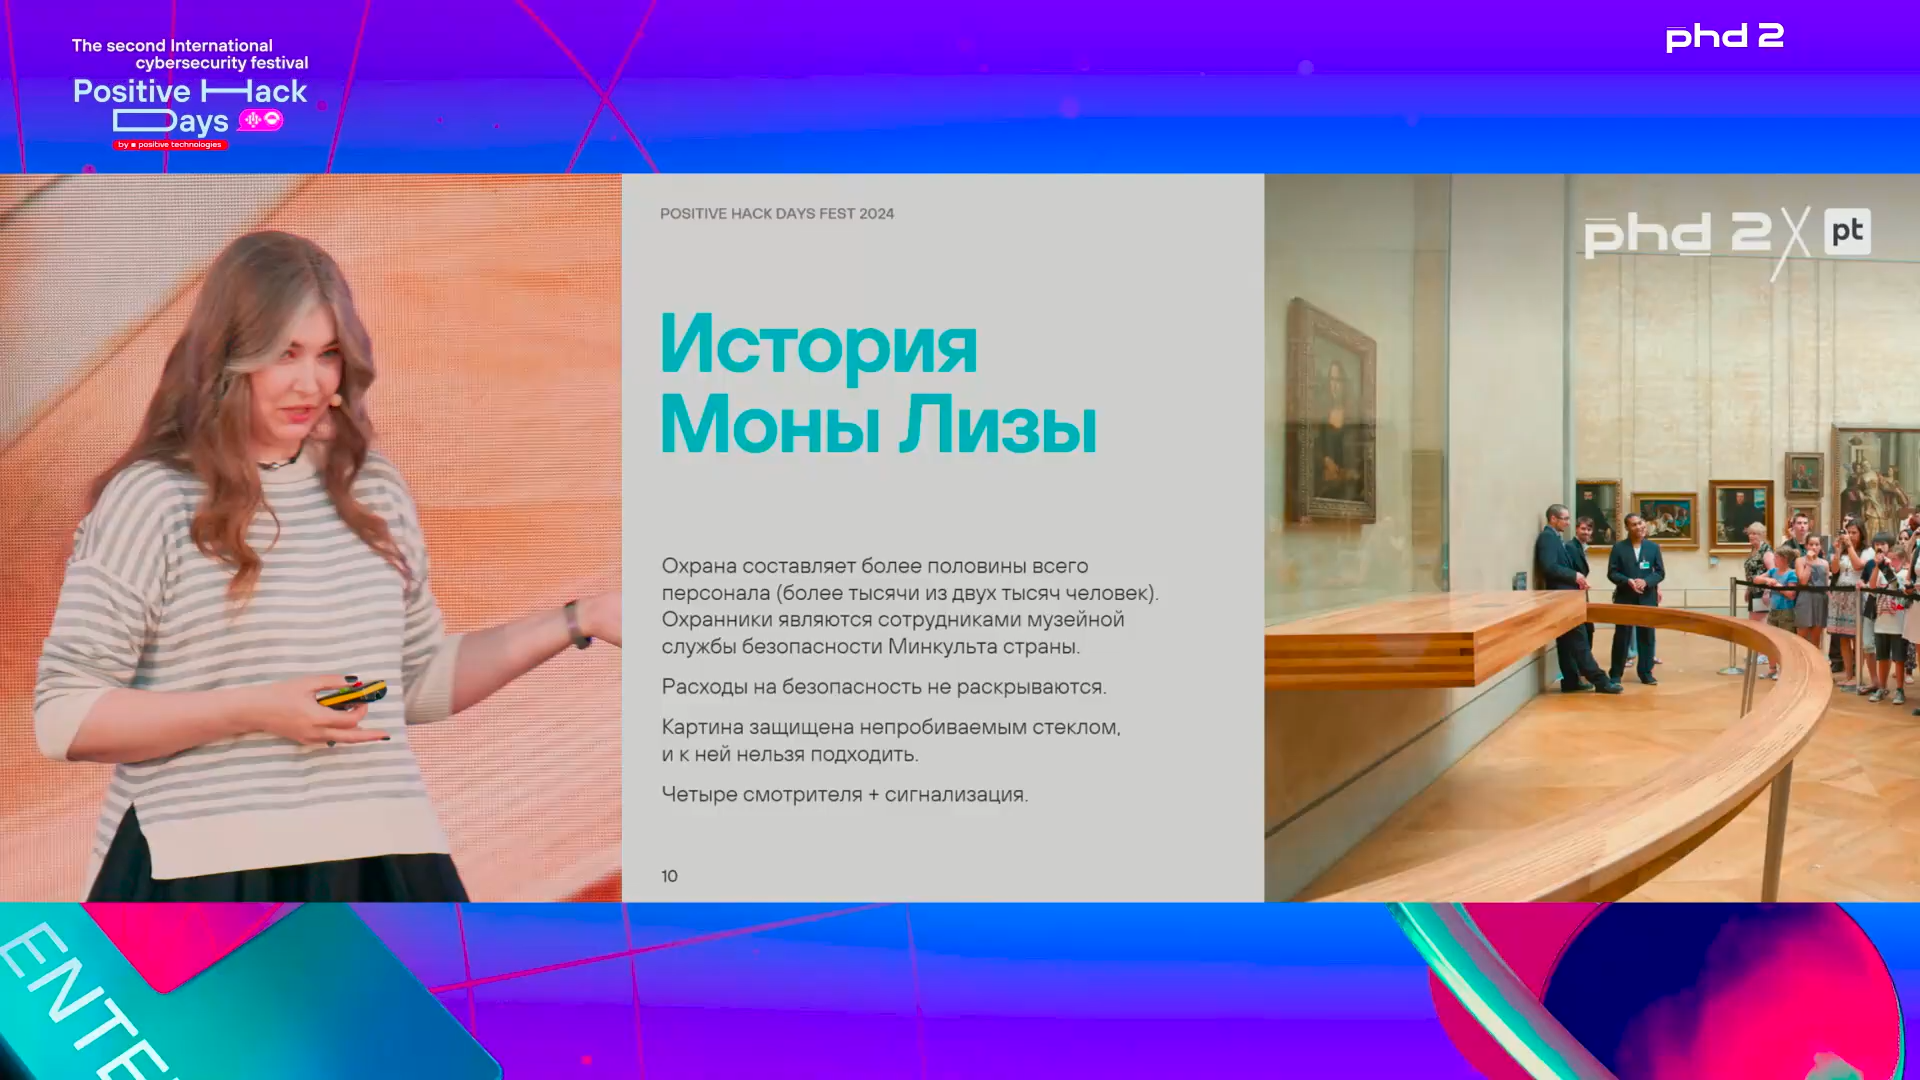 The second International
cybersecurity festival
Positive Hack
Days
by positive technologies
phd 2
POSITIVE HACK DAYS FEST 2024
phd 2 pt
История
Моны Лизы
Охрана составляет более половины всего
персонала (более тысячи из двух тысяч человек).
Охранники являются сотрудниками музейной
службы безопасности Минкульта страны.
Расходы на безопасность не раскрываются.
Картина защищена непробиваемым стеклом,
и к ней нельзя подходить.
Четыре смотрителя + сигнализация.
10
ENTE